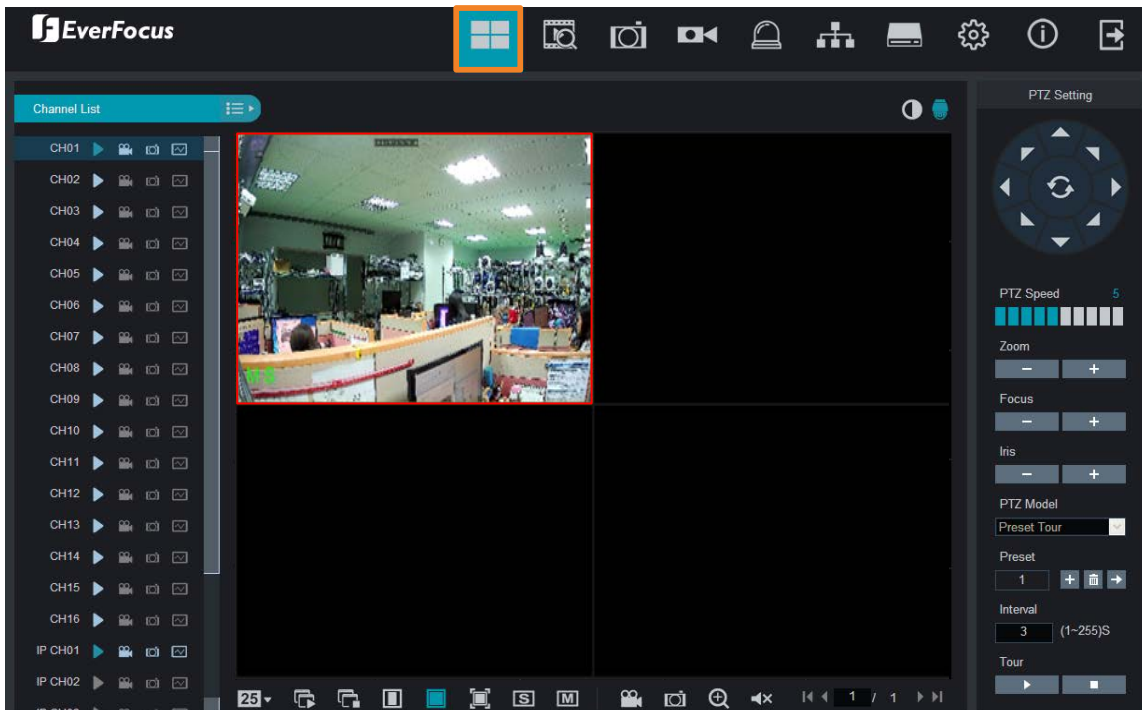 EverFocus
Channel List
CH01
CH02
CH03
CH04
CH05
CH06
CH07
CH08
CH09
CH10
CH11
CH12
CH13
CH14
CH15
CH16
IP CH01
IP CH02
25
S
M
1 / 1
PTZ Setting
PTZ Speed 5
Zoom
− +
Focus
− +
Iris
− +
PTZ Model
Preset Tour
Preset
1
Interval
3 (1~255)S
Tour